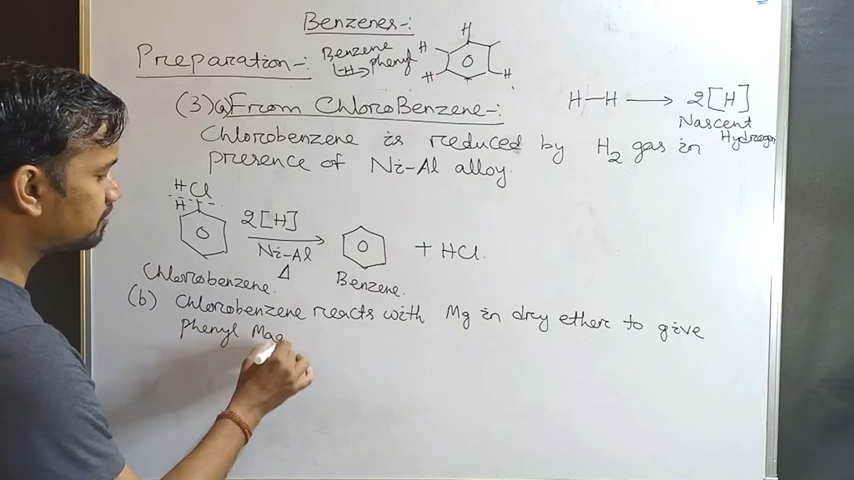 Benzenes-:
Preparation-:
Benzene
-H→ phenyl
H
H
H
H
(3)(a) From ChloroBenzene-:
H-H → 2[H]
Nascent
Hydrogen
Chlorobenzene is reduced by H2 gas in
presence of Ni-Al alloy.
H Cl
H
2[H]
Ni-Al
Δ
+ HCl.
Chlorobenzene.
Benzene.
(b) Chlorobenzene reacts with Mg in dry ether to give
phenyl Mag